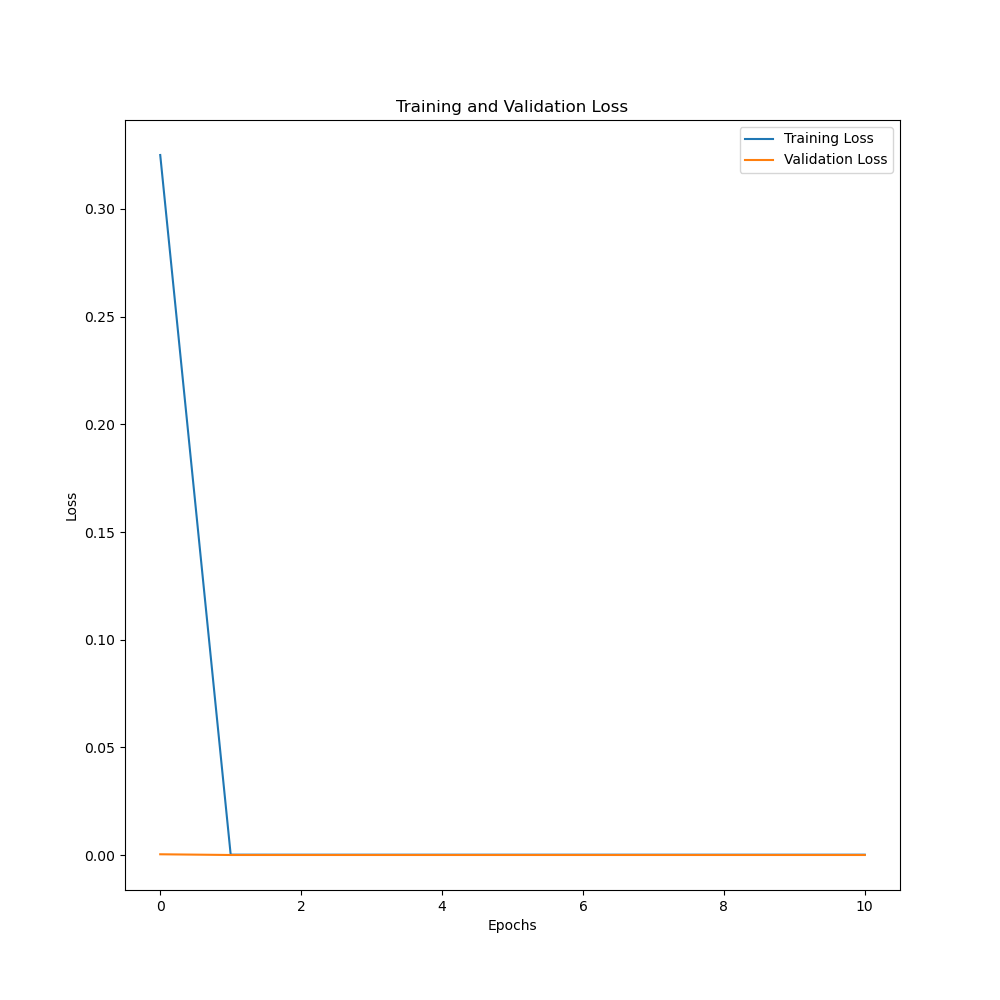 Training and Validation Loss
Training Loss
Validation Loss
0.30
0.25
0.20
0.15
0.10
0.05
0.00
Loss
0 2 4 6 8 10
Epochs